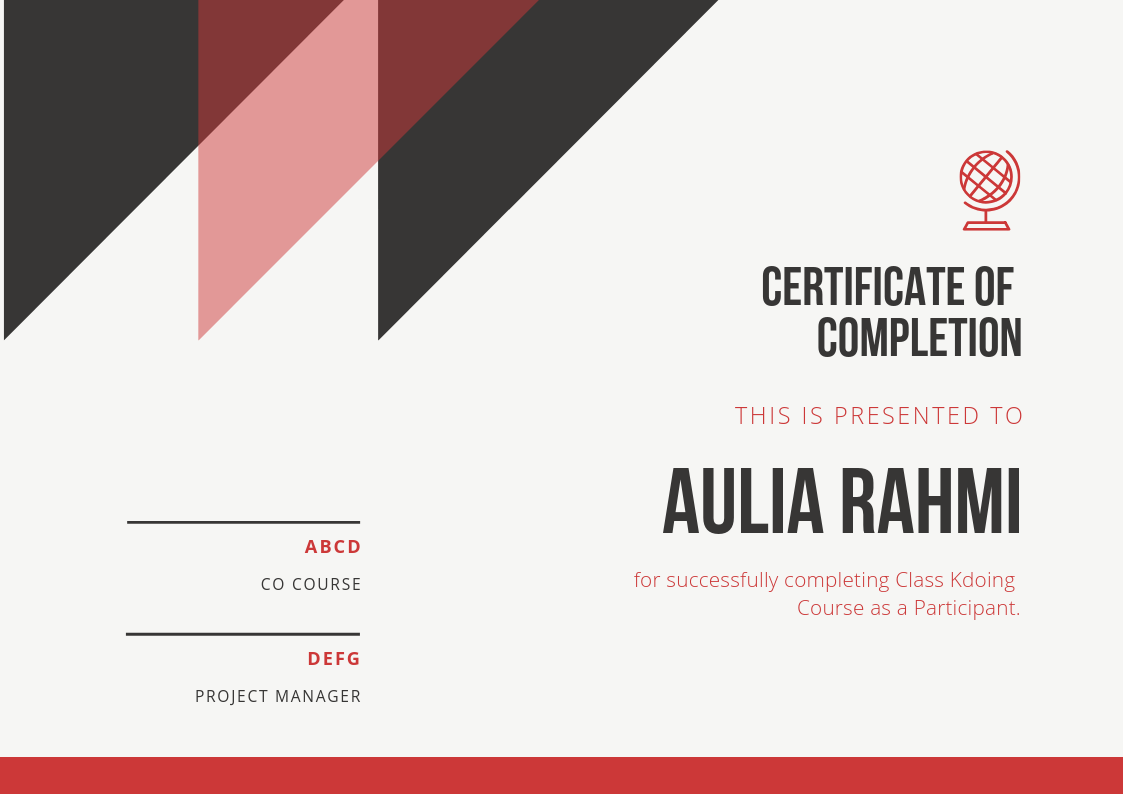 CERTIFICATE OF
COMPLETION
THIS IS PRESENTED TO
AULIA RAHMI
for successfully completing Class Kdoing
Course as a Participant.
ABCD
CO COURSE
DEFG
PROJECT MANAGER